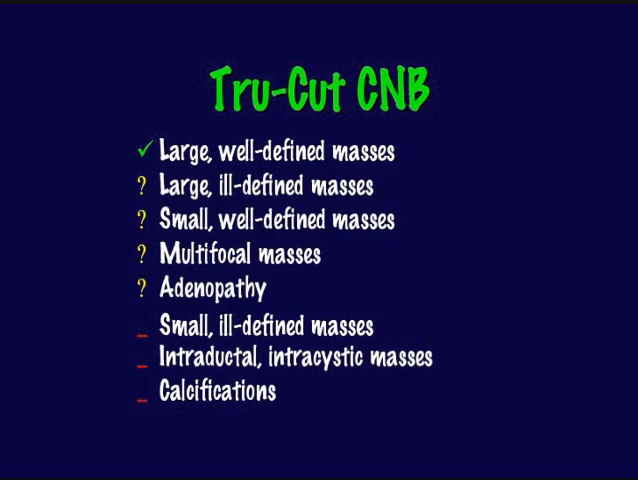 Tru-Cut CNB
✓ Large, well-defined masses
? Large, ill-defined masses
? Small, well-defined masses
? Multifocal masses
? Adenopathy
_ Small, ill-defined masses
_ Intraductal, intracystic masses
_ Calcifications